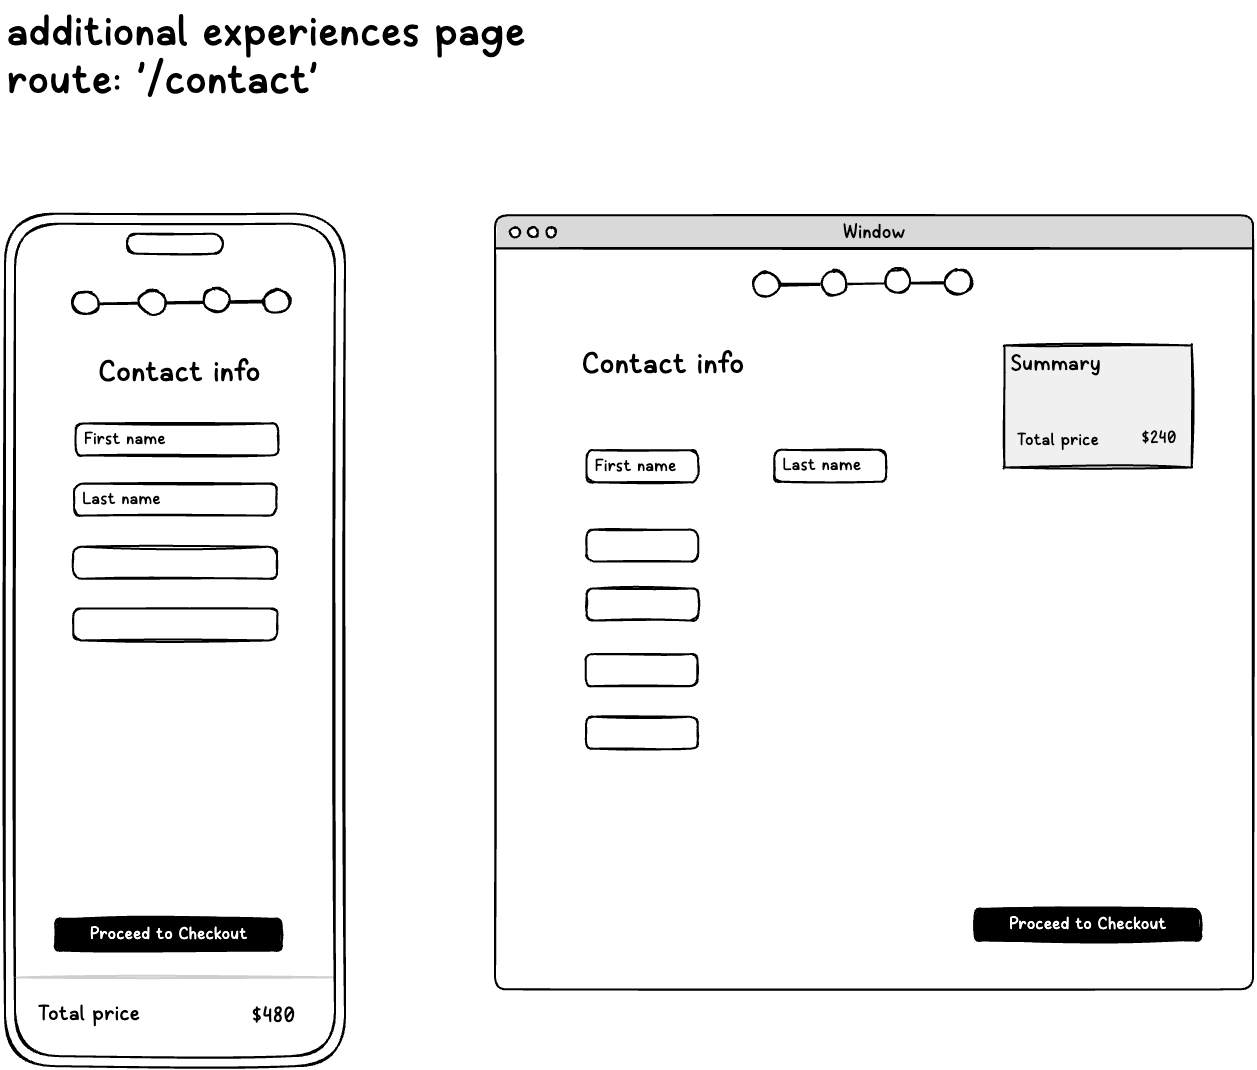 additional experiences page
route: '/contact'
Contact info
First name
Last name
Proceed to Checkout
Total price $480
Window
Contact info
Summary
Total price $240
First name Last name
Proceed to Checkout